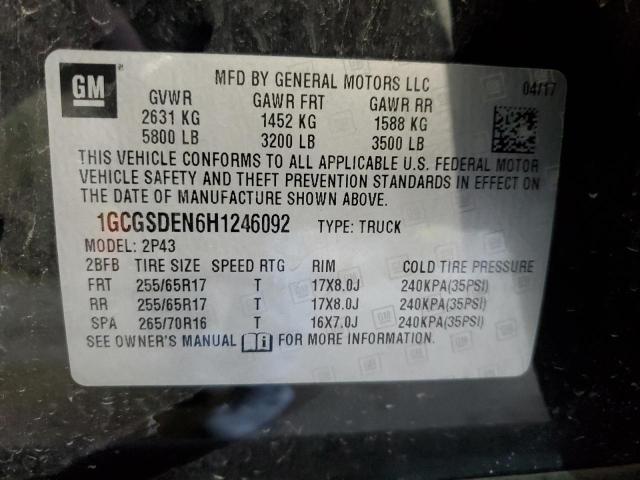 GM
MFD BY GENERAL MOTORS LLC
04/17
GVWR GAWR FRT GAWR RR
2631 KG 1452 KG 1588 KG
5800 LB 3200 LB 3500 LB
THIS VEHICLE CONFORMS TO ALL APPLICABLE U.S. FEDERAL MOTOR
VEHICLE SAFETY AND THEFT PREVENTION STANDARDS IN EFFECT ON
THE DATE OF MANUFACTURE SHOWN ABOVE.
1GCGSDEN6H1246092 TYPE: TRUCK
MODEL: 2P43
2BFB TIRE SIZE SPEED RTG RIM COLD TIRE PRESSURE
FRT 255/65R17 T 17X8.0J 240KPA(35PSI)
RR 255/65R17 T 17X8.0J 240KPA(35PSI)
SPA 265/70R16 T 16X7.0J 240KPA(35PSI)
SEE OWNER'S MANUAL FOR MORE INFORMATION.